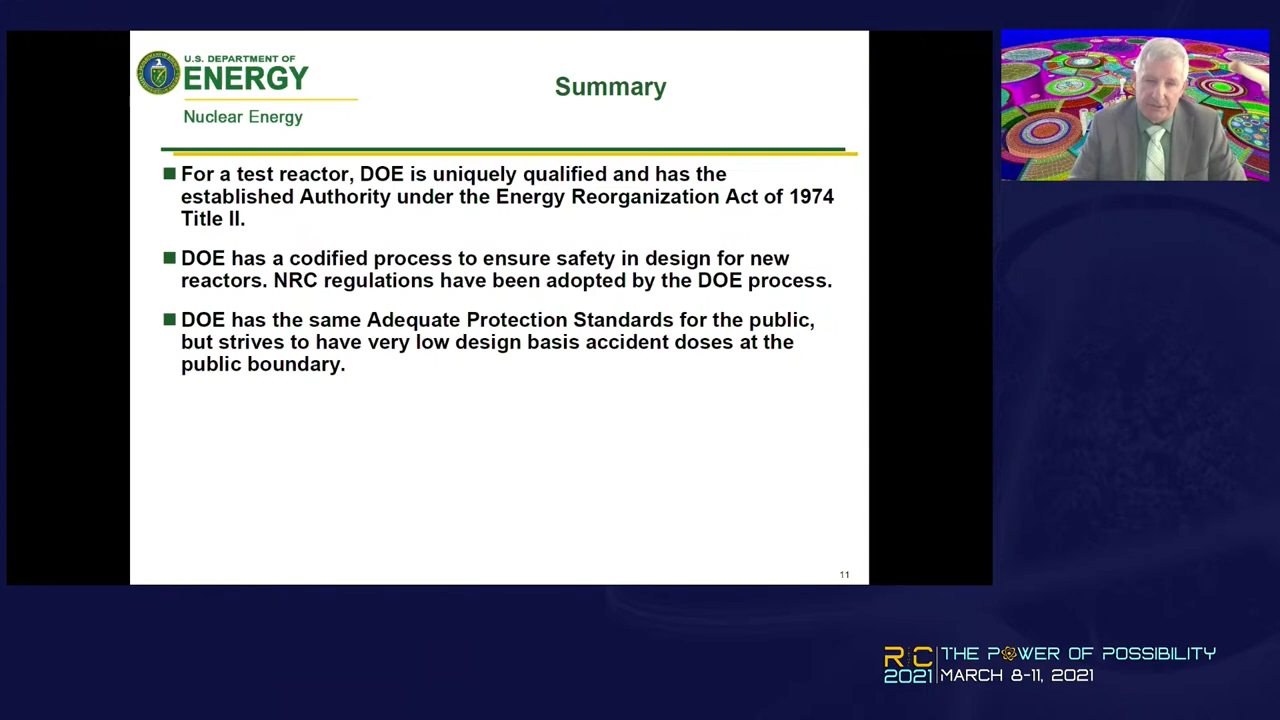 U.S. DEPARTMENT OF
ENERGY
Nuclear Energy
Summary
For a test reactor, DOE is uniquely qualified and has the
established Authority under the Energy Reorganization Act of 1974
Title II.
DOE has a codified process to ensure safety in design for new
reactors. NRC regulations have been adopted by the DOE process.
DOE has the same Adequate Protection Standards for the public,
but strives to have very low design basis accident doses at the
public boundary.
11
RIC
2021
THE POWER OF POSSIBILITY
MARCH 8-11, 2021